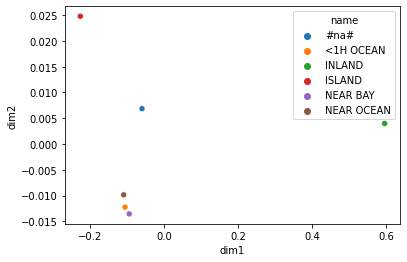 name
#na#
<1H OCEAN
INLAND
ISLAND
NEAR BAY
NEAR OCEAN
dim2
0.025
0.020
0.015
0.010
0.005
0.000
−0.005
−0.010
−0.015
−0.2
0.0
0.2
0.4
0.6
dim1